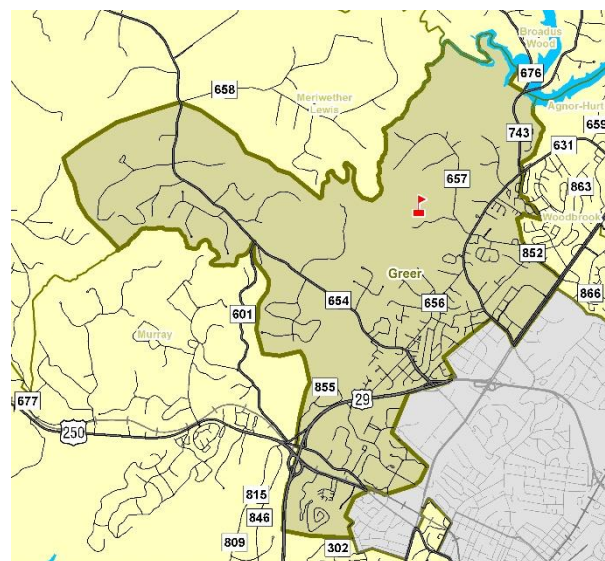 Broadus
Wood
676
658
Meriwether
Lewis
Agnor-Hurt
659
743
631
657
863
Woodbrook
852
Greer
866
654
656
601
Murray
855
29
677
250
815
846
809
302